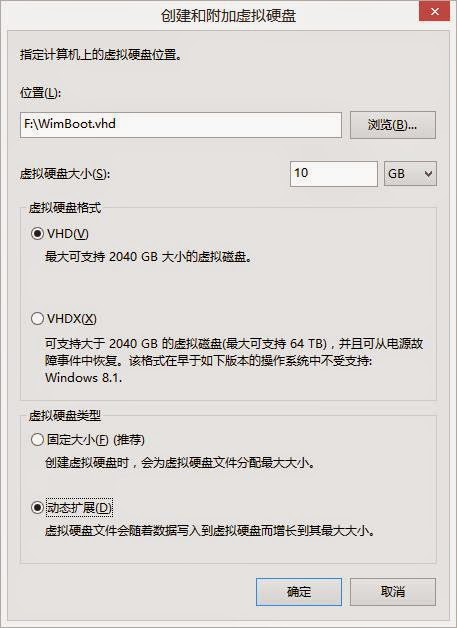 创建和附加虚拟硬盘
指定计算机上的虚拟硬盘位置。
位置(L):
F:\WimBoot.vhd
浏览(B)...
虚拟硬盘大小(S):
10
GB
虚拟硬盘格式
VHD(V)
最大可支持 2040 GB 大小的虚拟磁盘。
VHDX(X)
可支持大于 2040 GB 的虚拟磁盘(最大可支持 64 TB)，并且可从电源故
障事件中恢复。该格式在早于如下版本的操作系统中不受支持:
Windows 8.1.
虚拟硬盘类型
固定大小(F) (推荐)
创建虚拟硬盘时，会为虚拟硬盘文件分配最大大小。
动态扩展(D)
虚拟硬盘文件会随着数据写入到虚拟硬盘而增长到其最大大小。
确定
取消